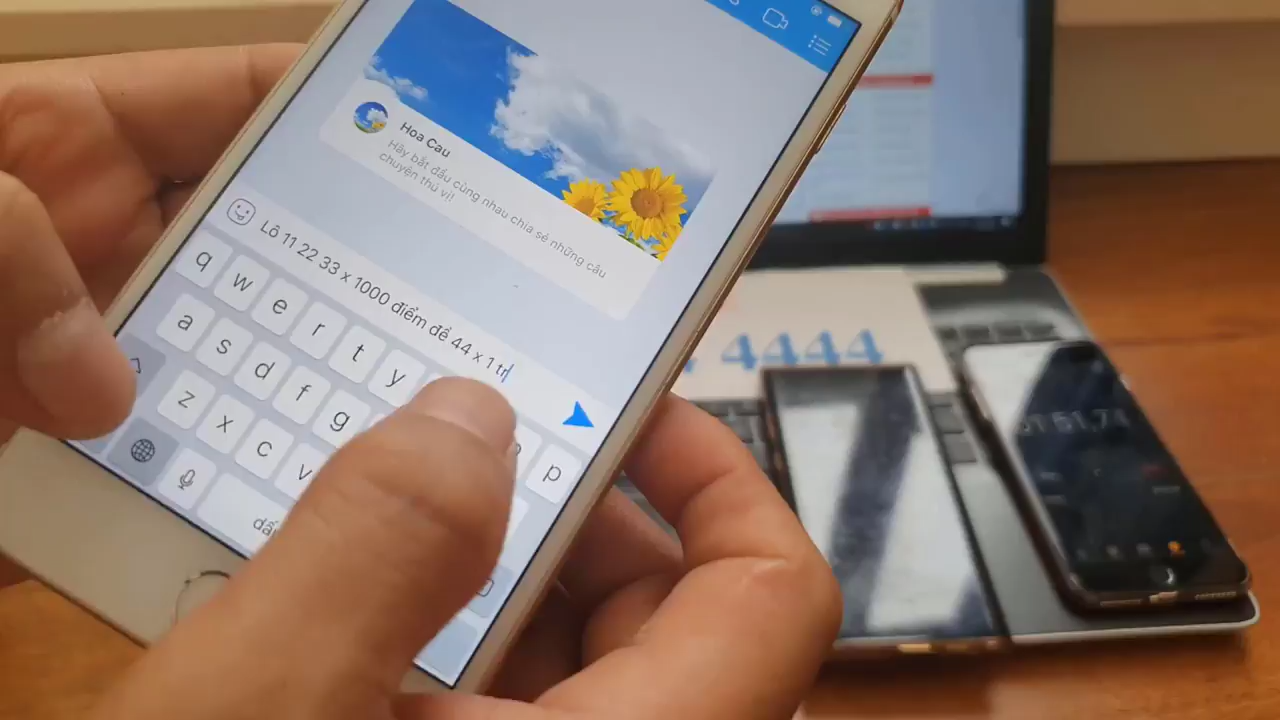 Hoa Cau
Hãy bắt đầu cùng nhau chia sẻ những câu
chuyện thú vị!
Lô 11 22 33 x 1000 điểm đề 44 x 1 tr
q w e r t y p
a s d f g
z x c v
dấu
4444